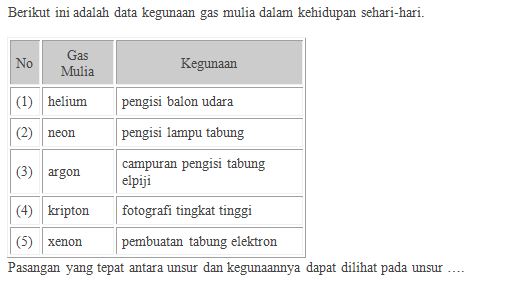 Berikut ini adalah data kegunaan gas mulia dalam kehidupan sehari-hari.
No Gas Mulia Kegunaan
(1) helium pengisi balon udara
(2) neon pengisi lampu tabung
(3) argon campuran pengisi tabung
elpiji
(4) kripton fotografi tingkat tinggi
(5) xenon pembuatan tabung elektron
Pasangan yang tepat antara unsur dan kegunaannya dapat dilihat pada unsur ….